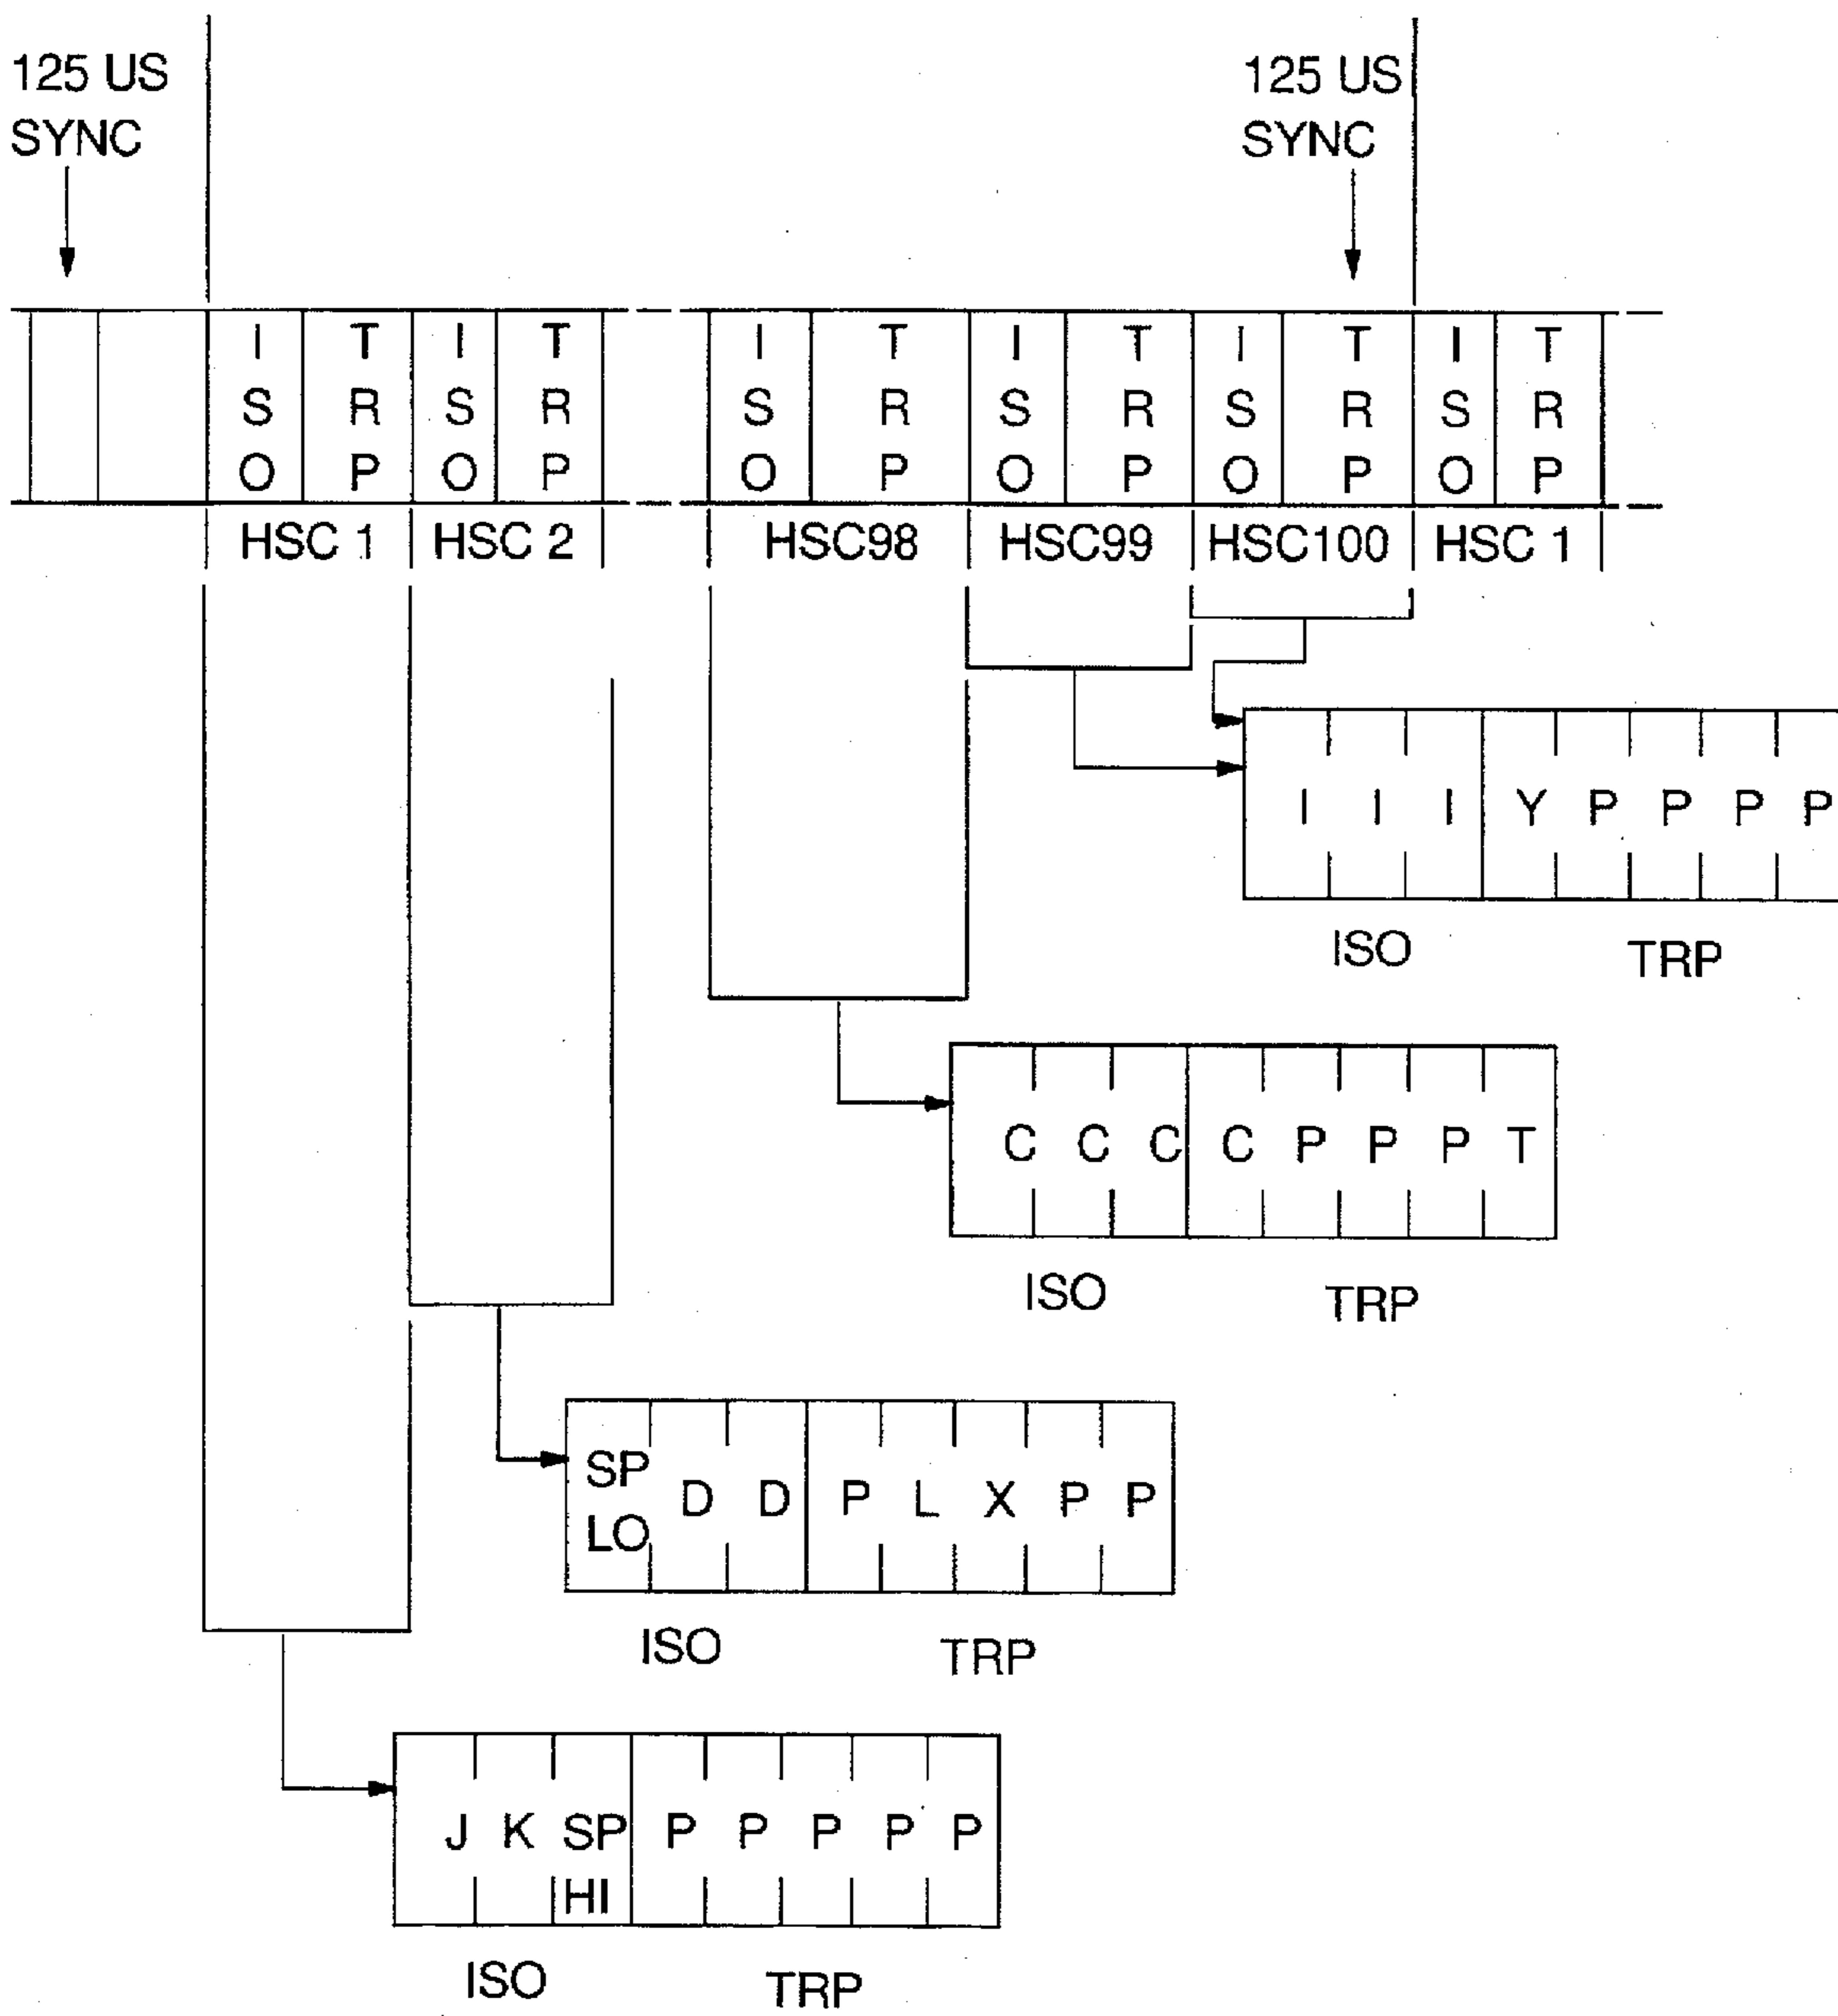 125 US
SYNC
125 US
SYNC
I T I T I T I T I T I T
S R S R S R S R S R S R
O P O P O P O P O P O P
HSC 1 HSC 2 HSC98 HSC99 HSC100 HSC 1
I I I Y P P P P
ISO TRP
C C C C P P P T
ISO TRP
SP
LO D D P L X P P
ISO TRP
J K SP P P P P P
HI
ISO TRP